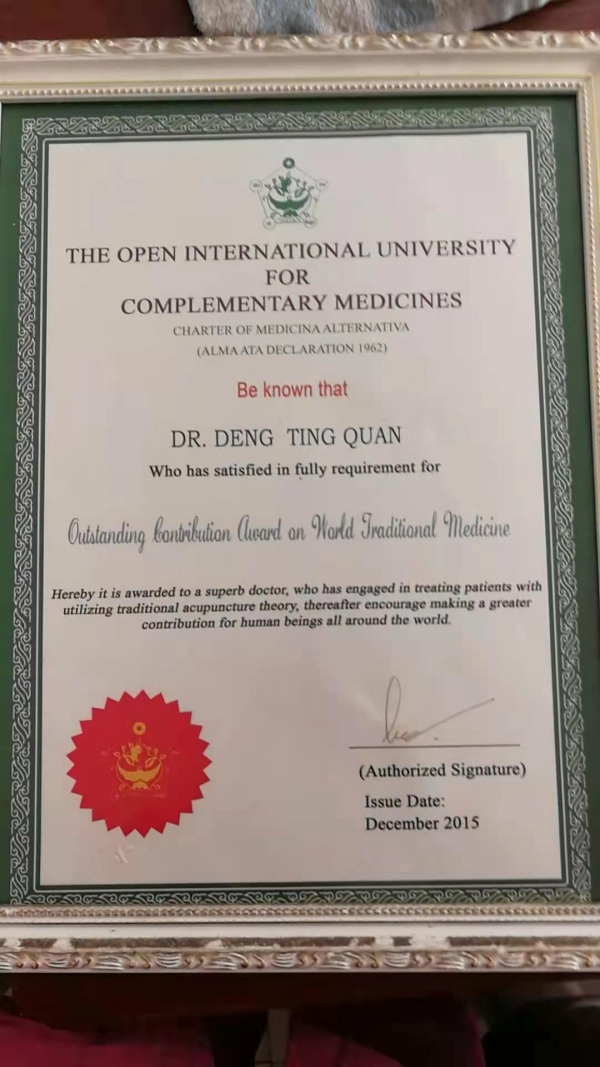 THE OPEN INTERNATIONAL UNIVERSITY
FOR
COMPLEMENTARY MEDICINES
CHARTER OF MEDICINA ALTERNATIVA
(ALMA ATA DECLARATION 1962)
Be known that
DR. DENG TING QUAN
Who has satisfied in fully requirement for
Outstanding Contribution Award on World Traditional Medicine
Hereby it is awarded to a superb doctor, who has engaged in treating patients with
utilizing traditional acupuncture theory, thereafter encourage making a greater
contribution for human beings all around the world.
(Authorized Signature)
Issue Date:
December 2015